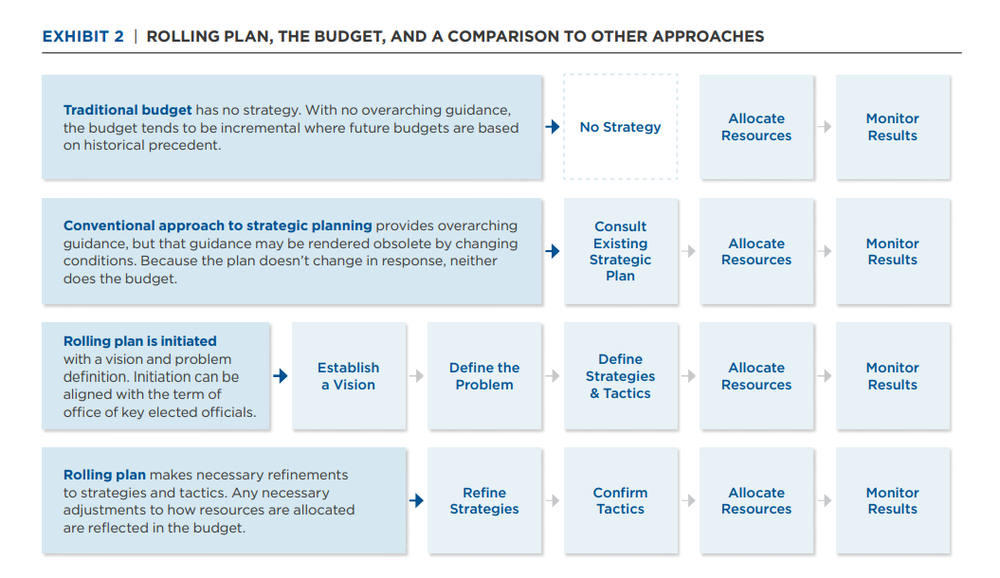 EXHIBIT 2 | ROLLING PLAN, THE BUDGET, AND A COMPARISON TO OTHER APPROACHES
Traditional budget has no strategy. With no overarching guidance,
the budget tends to be incremental where future budgets are based
on historical precedent.
No Strategy
Allocate
Resources
Monitor
Results
Conventional approach to strategic planning provides overarching
guidance, but that guidance may be rendered obsolete by changing
conditions. Because the plan doesn't change in response, neither
does the budget.
Consult
Existing
Strategic
Plan
Allocate
Resources
Monitor
Results
Rolling plan is initiated
with a vision and problem
definition. Initiation can be
aligned with the term of
office of key elected officials.
Establish
a Vision
Define the
Problem
Define
Strategies
& Tactics
Allocate
Resources
Monitor
Results
Rolling plan makes necessary refinements
to strategies and tactics. Any necessary
adjustments to how resources are allocated
are reflected in the budget.
Refine
Strategies
Confirm
Tactics
Allocate
Resources
Monitor
Results